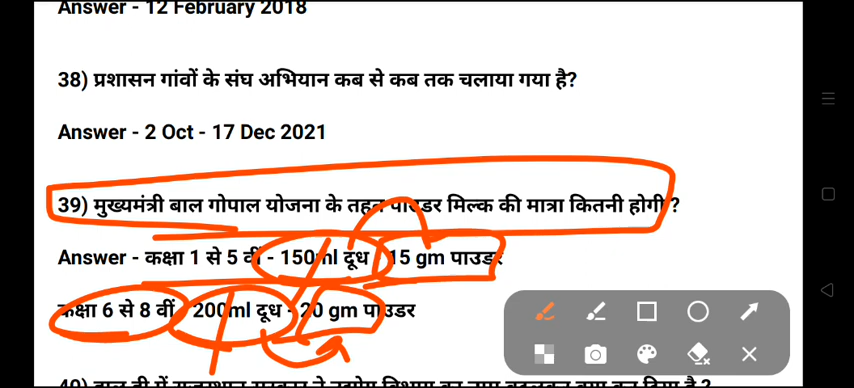 Answer - 12 February 2018
38) प्रशासन गांवों के संघ अभियान कब से कब तक चलाया गया है?
Answer - 2 Oct - 17 Dec 2021
39) मुख्यमंत्री बाल गोपाल योजना के तहत पाउडर मिल्क की मात्रा कितनी होगी ?
Answer - कक्षा 1 से 5 वीं - 150ml दूध - 15 gm पाउडर
कक्षा 6 से 8 वीं - 200ml दूध - 20 gm पाउडर
40)